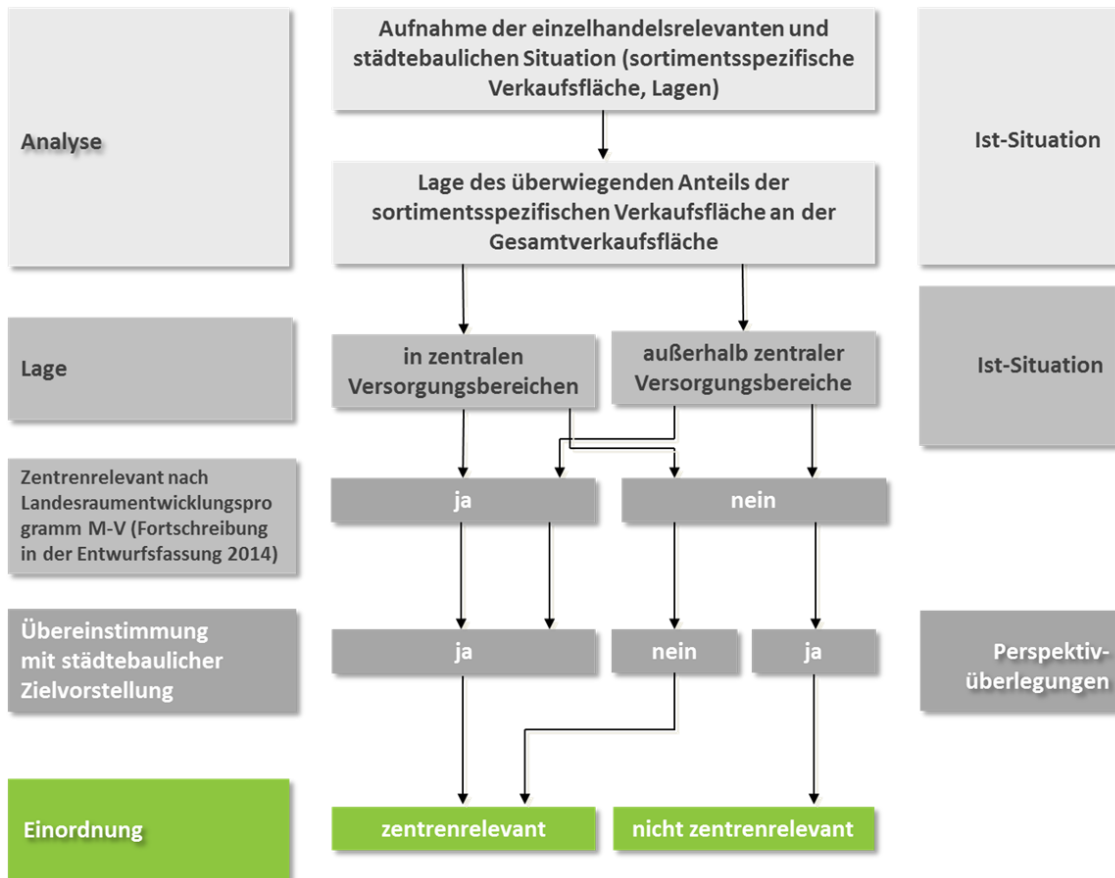 Aufnahme der einzelhandelsrelevanten und
städtebaulichen Situation (sortimentsspezifische
Verkaufsfläche, Lagen)
Analyse
Ist-Situation
Lage des überwiegenden Anteils der
sortimentsspezifischen Verkaufsfläche an der
Gesamtverkaufsfläche
Lage
in zentralen
Versorgungsbereichen
außerhalb zentraler
Versorgungsbereiche
Ist-Situation
Zentrenrelevant nach
Landesraumentwicklungspro
gramm M-V (Fortschreibung
in der Entwurfsfassung 2014)
ja
nein
Übereinstimmung
mit städtebaulicher
Zielvorstellung
ja
nein
ja
Perspektiv-
überlegungen
Einordnung
zentrenrelevant
nicht zentrenrelevant